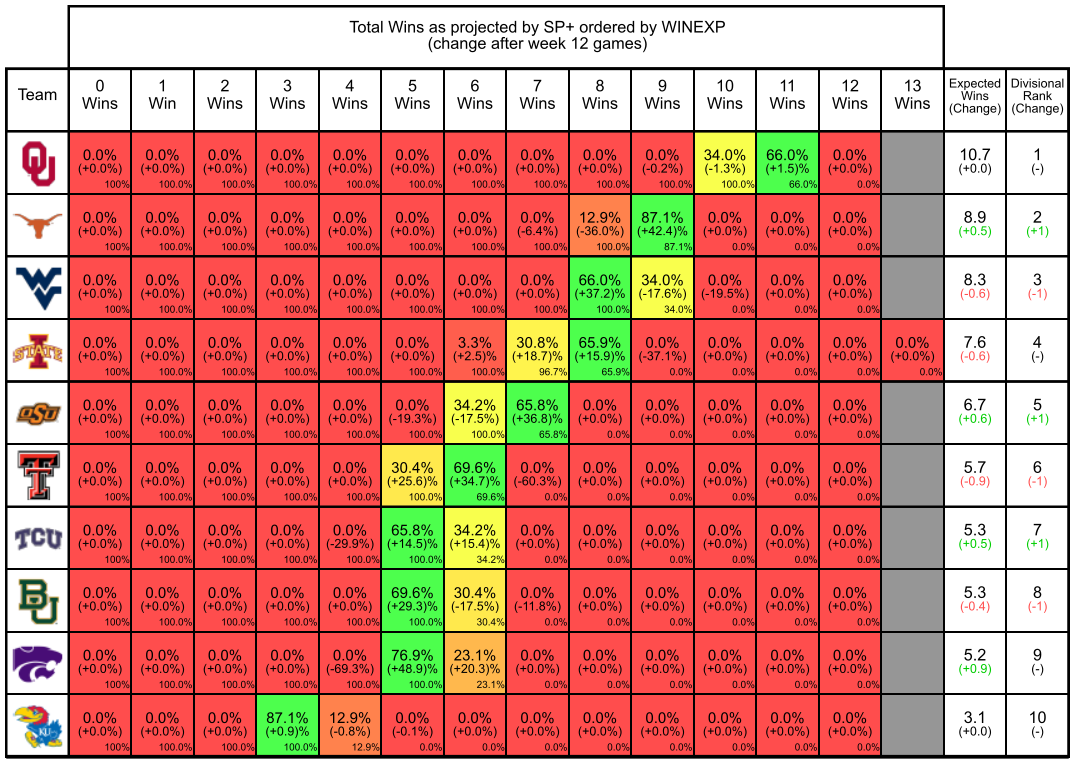 Total Wins as projected by SP+ ordered by WINEXP
(change after week 12 games)
Team
0 1 2 3 4 5 6 7 8 9 10 11 12 13
Wins Win Wins Wins Wins Wins Wins Wins Wins Wins Wins Wins Wins Wins
Expected Divisional
Wins Rank
(Change) (Change)
OU
0.0% 0.0% 0.0% 0.0% 0.0% 0.0% 0.0% 0.0% 0.0% 0.0% 34.0% 66.0% 0.0% 10.7 1
(+0.0%) (+0.0%) (+0.0%) (+0.0%) (+0.0%) (+0.0%) (+0.0%) (+0.0%) (+0.0%) (-0.2%) (-1.3%) (+1.5)% (+0.0%) (+0.0) (-)
100% 100.0% 100.0% 100.0% 100.0% 100.0% 100.0% 100.0% 100.0% 100.0% 100.0% 66.0% 0.0%
0.0% 0.0% 0.0% 0.0% 0.0% 0.0% 0.0% 0.0% 12.9% 87.1% 0.0% 0.0% 0.0% 8.9 2
(+0.0%) (+0.0%) (+0.0%) (+0.0%) (+0.0%) (+0.0%) (+0.0%) (-6.4%) (-36.0%) (+42.4)% (+0.0%) (+0.0%) (+0.0%) (+0.5) (+1)
100% 100.0% 100.0% 100.0% 100.0% 100.0% 100.0% 100.0% 100.0% 87.1% 0.0% 0.0% 0.0%
WV
0.0% 0.0% 0.0% 0.0% 0.0% 0.0% 0.0% 0.0% 66.0% 34.0% 0.0% 0.0% 0.0% 8.3 3
(+0.0%) (+0.0%) (+0.0%) (+0.0%) (+0.0%) (+0.0%) (+0.0%) (+0.0%) (+37.2)% (-17.6%) (-19.5%) (+0.0%) (+0.0%) (-0.6) (-1)
100% 100.0% 100.0% 100.0% 100.0% 100.0% 100.0% 100.0% 100.0% 34.0% 0.0% 0.0% 0.0%
I STATE
0.0% 0.0% 0.0% 0.0% 0.0% 0.0% 3.3% 30.8% 65.9% 0.0% 0.0% 0.0% 0.0% 0.0% 7.6 4
(+0.0%) (+0.0%) (+0.0%) (+0.0%) (+0.0%) (+0.0%) (+2.5)% (+18.7)% (+15.9)% (-37.1%) (+0.0%) (+0.0%) (+0.0%) (+0.0%) (-0.6) (-)
100% 100.0% 100.0% 100.0% 100.0% 100.0% 100.0% 96.7% 65.9% 0.0% 0.0% 0.0% 0.0% 0.0%
OSU
0.0% 0.0% 0.0% 0.0% 0.0% 0.0% 34.2% 65.8% 0.0% 0.0% 0.0% 0.0% 0.0% 6.7 5
(+0.0%) (+0.0%) (+0.0%) (+0.0%) (+0.0%) (-19.3%) (-17.5%) (+36.8)% (+0.0%) (+0.0%) (+0.0%) (+0.0%) (+0.0%) (+0.6) (+1)
100% 100.0% 100.0% 100.0% 100.0% 100.0% 100.0% 65.8% 0.0% 0.0% 0.0% 0.0% 0.0%
T
0.0% 0.0% 0.0% 0.0% 0.0% 30.4% 69.6% 0.0% 0.0% 0.0% 0.0% 0.0% 0.0% 5.7 6
(+0.0%) (+0.0%) (+0.0%) (+0.0%) (+0.0%) (+25.6)% (+34.7)% (-60.3%) (+0.0%) (+0.0%) (+0.0%) (+0.0%) (+0.0%) (-0.9) (-1)
100% 100.0% 100.0% 100.0% 100.0% 100.0% 69.6% 0.0% 0.0% 0.0% 0.0% 0.0% 0.0%
TCU
0.0% 0.0% 0.0% 0.0% 0.0% 65.8% 34.2% 0.0% 0.0% 0.0% 0.0% 0.0% 0.0% 5.3 7
(+0.0%) (+0.0%) (+0.0%) (+0.0%) (-29.9%) (+14.5)% (+15.4)% (+0.0%) (+0.0%) (+0.0%) (+0.0%) (+0.0%) (+0.0%) (+0.5) (+1)
100% 100.0% 100.0% 100.0% 100.0% 100.0% 34.2% 0.0% 0.0% 0.0% 0.0% 0.0% 0.0%
BU
0.0% 0.0% 0.0% 0.0% 0.0% 69.6% 30.4% 0.0% 0.0% 0.0% 0.0% 0.0% 0.0% 5.3 8
(+0.0%) (+0.0%) (+0.0%) (+0.0%) (+0.0%) (+29.3)% (-17.5%) (-11.8%) (+0.0%) (+0.0%) (+0.0%) (+0.0%) (+0.0%) (-0.4) (-1)
100% 100.0% 100.0% 100.0% 100.0% 100.0% 30.4% 0.0% 0.0% 0.0% 0.0% 0.0% 0.0%
0.0% 0.0% 0.0% 0.0% 0.0% 76.9% 23.1% 0.0% 0.0% 0.0% 0.0% 0.0% 0.0% 5.2 9
(+0.0%) (+0.0%) (+0.0%) (+0.0%) (-69.3%) (+48.9)% (+20.3)% (+0.0%) (+0.0%) (+0.0%) (+0.0%) (+0.0%) (+0.0%) (+0.9) (-)
100% 100.0% 100.0% 100.0% 100.0% 100.0% 23.1% 0.0% 0.0% 0.0% 0.0% 0.0% 0.0%
KU
0.0% 0.0% 0.0% 87.1% 12.9% 0.0% 0.0% 0.0% 0.0% 0.0% 0.0% 0.0% 0.0% 3.1 10
(+0.0%) (+0.0%) (+0.0%) (+0.9)% (-0.8%) (-0.1%) (+0.0%) (+0.0%) (+0.0%) (+0.0%) (+0.0%) (+0.0%) (+0.0%) (+0.0) (-)
100% 100.0% 100.0% 100.0% 12.9% 0.0% 0.0% 0.0% 0.0% 0.0% 0.0% 0.0% 0.0%